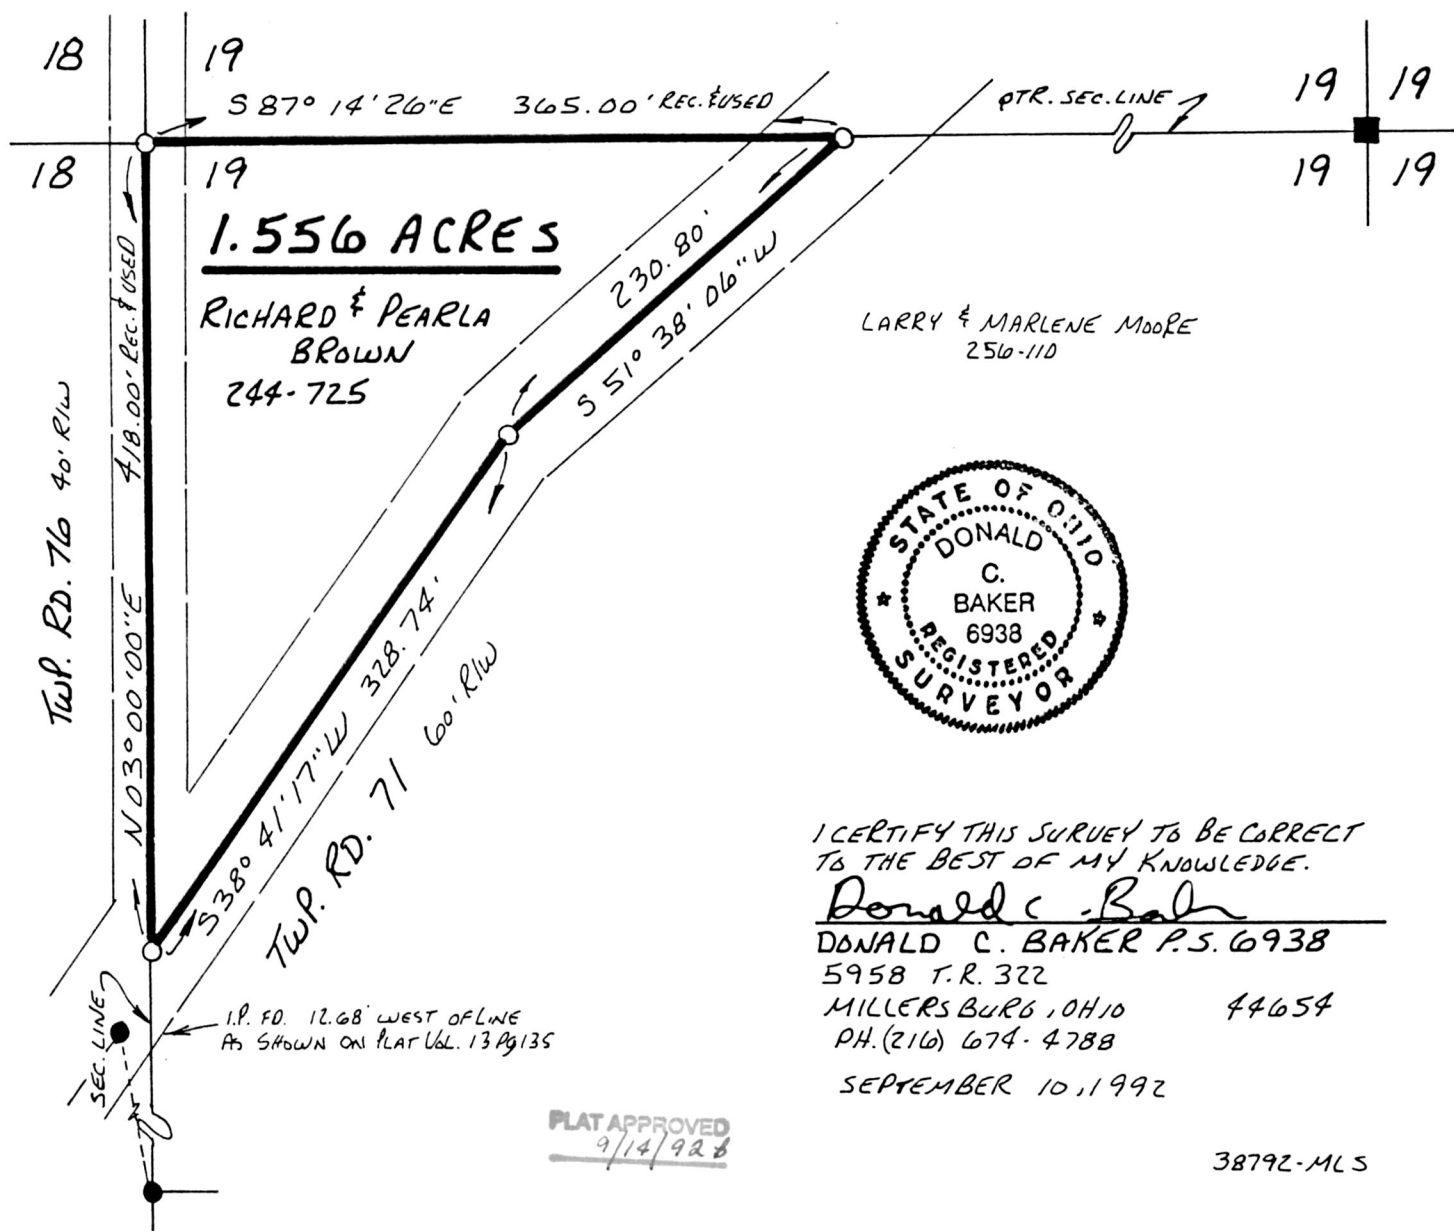 18
19
S 87° 14' 26" E 365.00' REC. & USED
QTR. SEC. LINE
19
19
18
19
19
19
1.556 ACRES
RICHARD & PEARLA
BROWN
244-725
418.00' REC. & USED
N 03° 00' 00" E
TWP. RD. 76 40' R/W
230.80'
S 51° 38' 06" W
LARRY & MARLENE MOORE
256-110
S 38° 41' 17" W 328.74'
TWP. RD. 71 60' R/W
STATE OF OHIO
DONALD
C.
BAKER
6938
REGISTERED
SURVEYOR
I CERTIFY THIS SURVEY TO BE CORRECT
TO THE BEST OF MY KNOWLEDGE.
Donald C. Baker
DONALD C. BAKER P.S. 6938
5958 T.R. 322
MILLERSBURG, OHIO 44654
PH. (216) 674-4788
SEPTEMBER 10, 1992
SEC. LINE
I.P. FD. 12.68' WEST OF LINE
AS SHOWN ON PLAT VOL. 13 Pg 135
PLAT APPROVED
9/14/92
38792-MLS